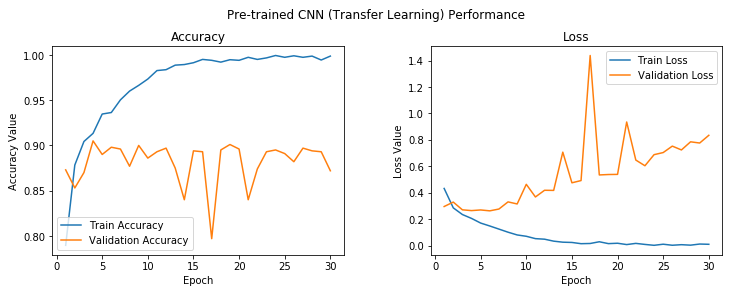 Pre-trained CNN (Transfer Learning) Performance
Accuracy
1.00
0.95
0.90
0.85
0.80
Accuracy Value
Train Accuracy
Validation Accuracy
0 5 10 15 20 25 30
Epoch
Loss
1.4
1.2
1.0
0.8
0.6
0.4
0.2
0.0
Loss Value
Train Loss
Validation Loss
0 5 10 15 20 25 30
Epoch